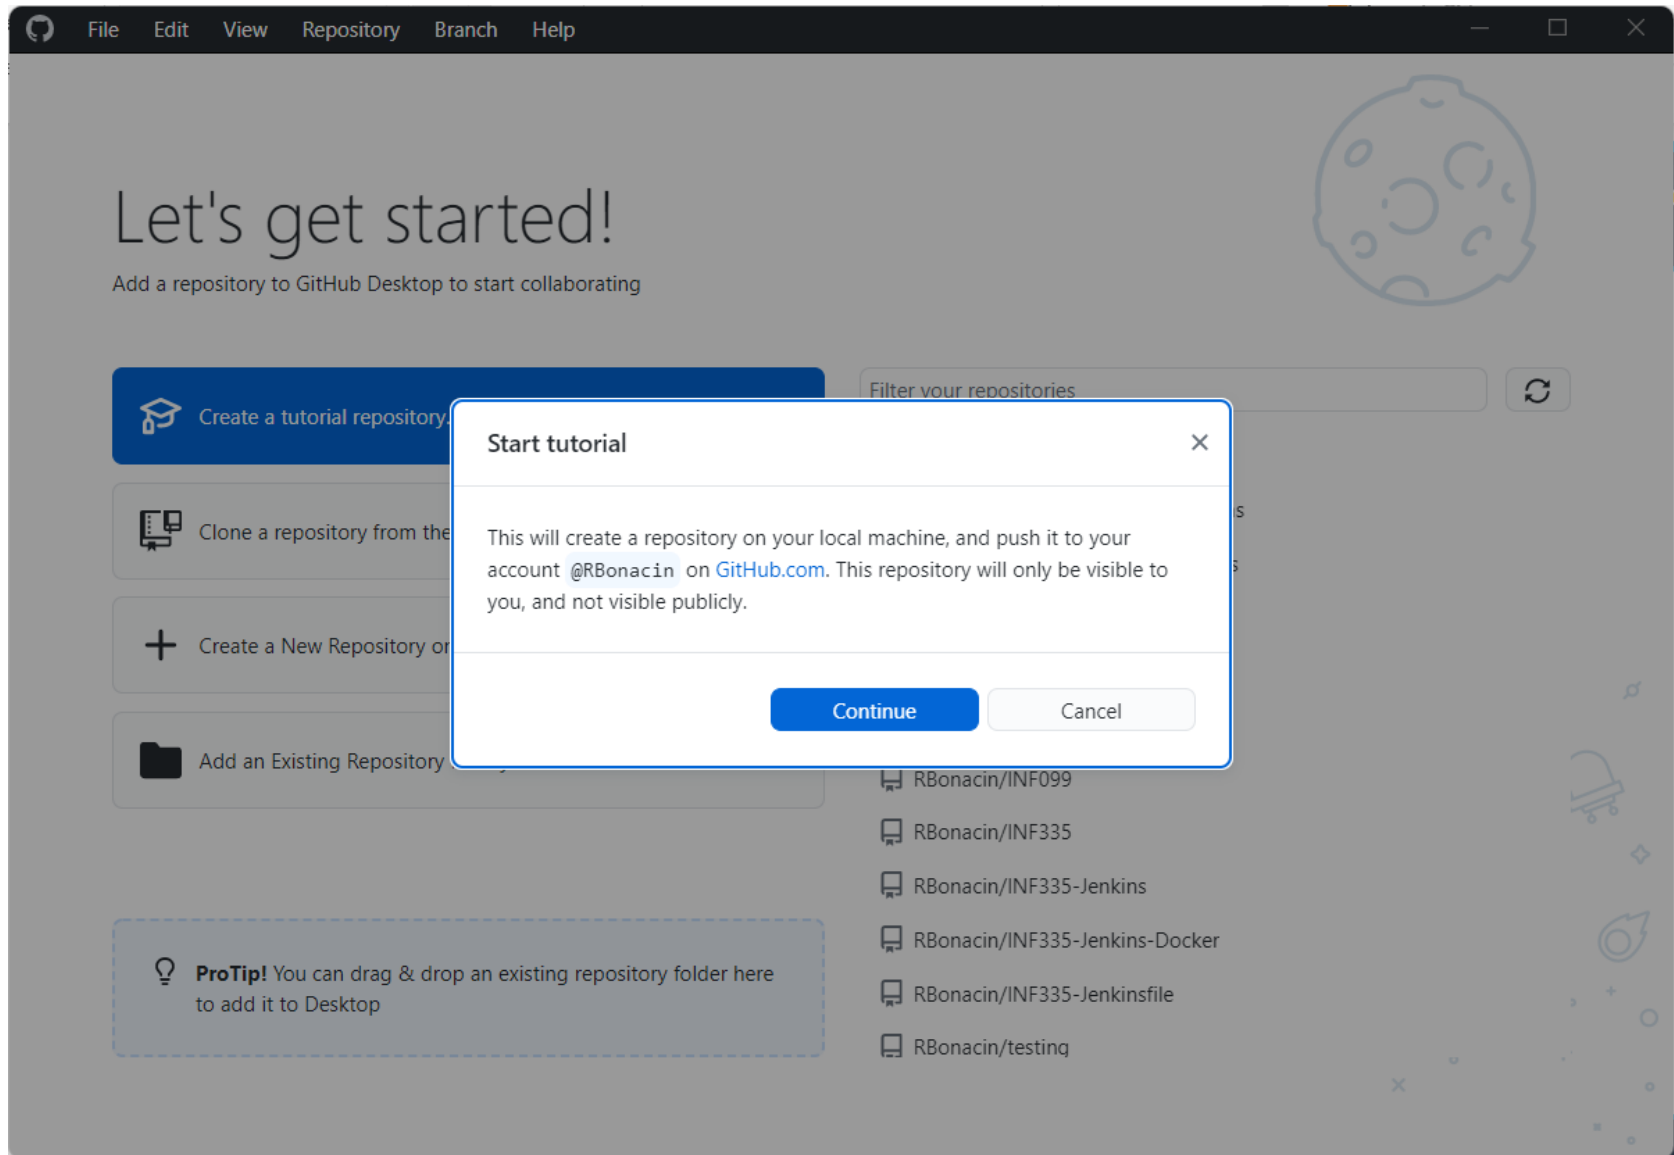 File Edit View Repository Branch Help
Let's get started!
Add a repository to GitHub Desktop to start collaborating
Create a tutorial repository.
Clone a repository from the
Create a New Repository
Add an Existing Repository
ProTip! You can drag & drop an existing repository folder here
to add it to Desktop
Filter your repositories
Start tutorial
This will create a repository on your local machine, and push it to your
account @RBonacin on GitHub.com. This repository will only be visible to
you, and not visible publicly.
Continue Cancel
RBonacin/INF099
RBonacin/INF335
RBonacin/INF335-Jenkins
RBonacin/INF335-Jenkins-Docker
RBonacin/INF335-Jenkinsfile
RBonacin/testing